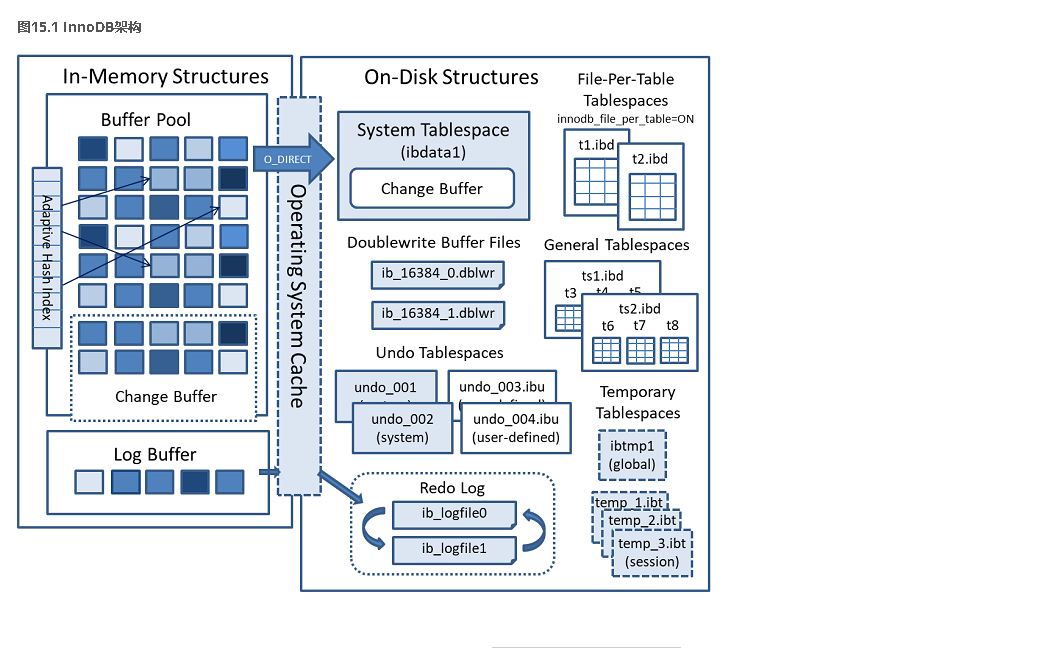 图15.1 InnoDB架构
In-Memory Structures
Buffer Pool
Adaptive Hash Index
Change Buffer
Log Buffer
O_DIRECT
Operating System Cache
On-Disk Structures
System Tablespace
(ibdata1)
Change Buffer
Doublewrite Buffer Files
ib_16384_0.dblwr
ib_16384_1.dblwr
Undo Tablespaces
undo_001
undo_002
(system)
undo_003.ibu
undo_004.ibu
(user-defined)
Redo Log
ib_logfile0
ib_logfile1
File-Per-Table
Tablespaces
innodb_file_per_table=ON
t1.ibd
t2.ibd
General Tablespaces
ts1.ibd
t3 t4 t5
ts2.ibd
t6 t7 t8
Temporary
Tablespaces
ibtmp1
(global)
temp_1.ibt
temp_2.ibt
temp_3.ibt
(session)